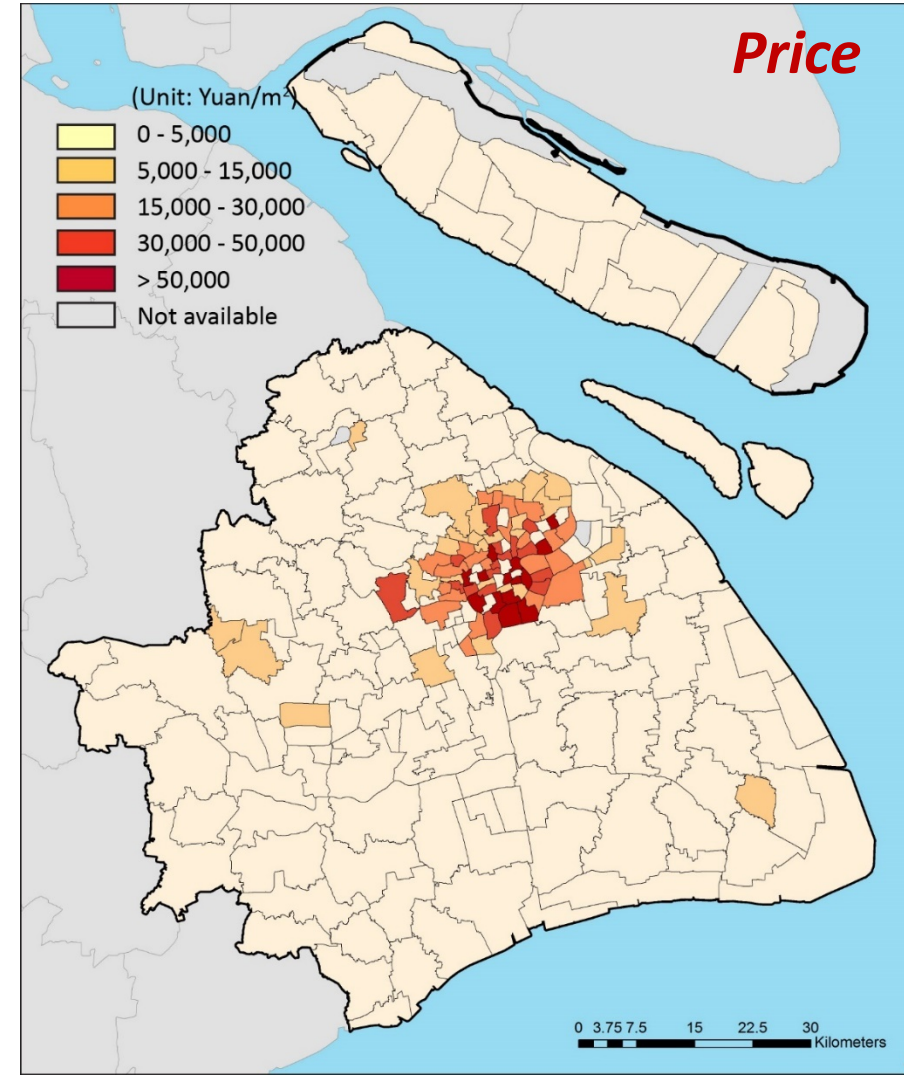 Price
(Unit: Yuan/m²)
0 - 5,000
5,000 - 15,000
15,000 - 30,000
30,000 - 50,000
> 50,000
Not available
0 3.75 7.5 15 22.5 30
Kilometers